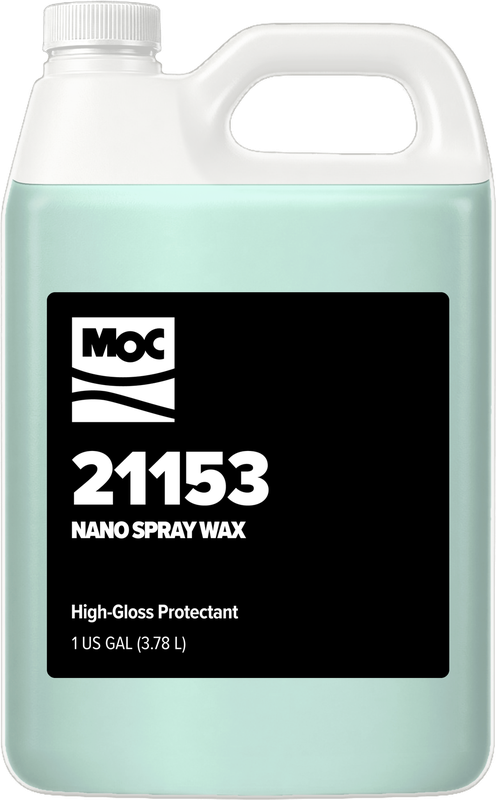 MOC
21153
NANO SPRAY WAX
High-Gloss Protectant
1 US GAL (3.78 L)